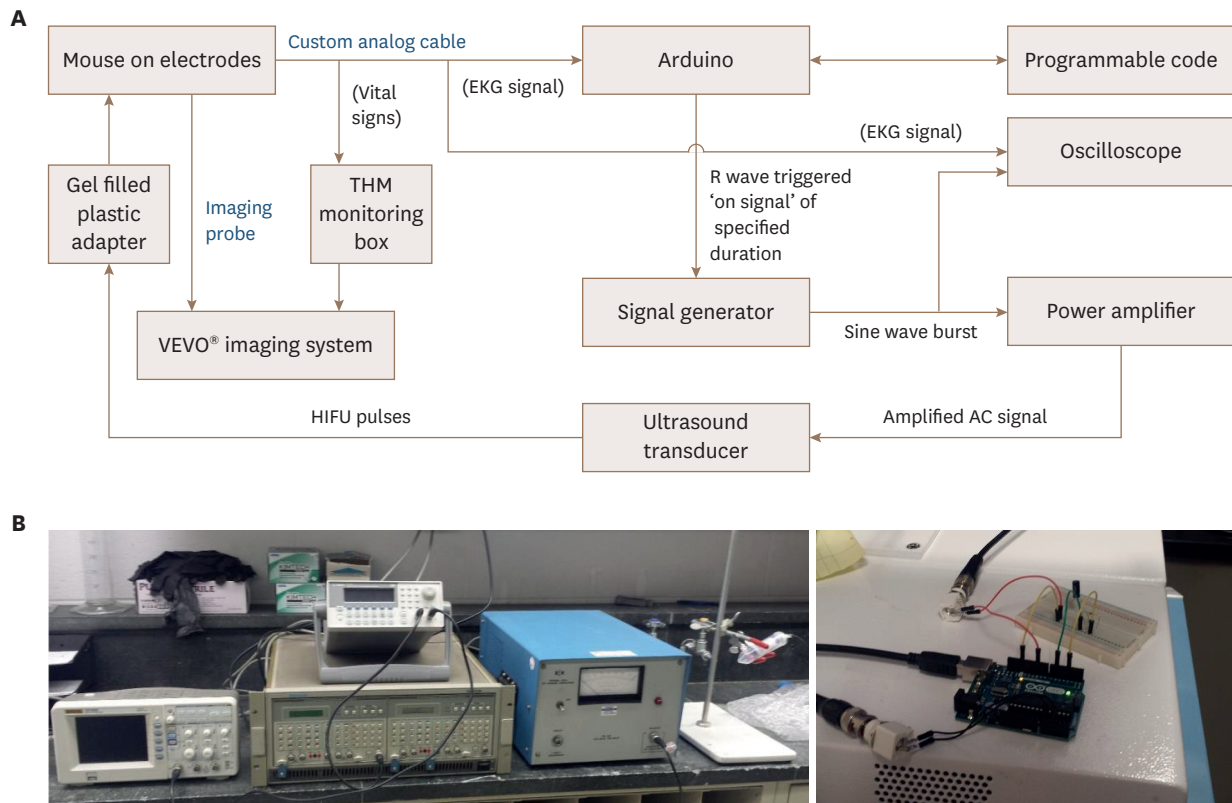 A
Mouse on electrodes
Custom analog cable
(Vital
signs)
(EKG signal)
Arduino
Programmable code
(EKG signal)
Oscilloscope
Gel filled
plastic
adapter
Imaging
probe
THM
monitoring
box
R wave triggered
‘on signal’ of
specified
duration
VEVO® imaging system
Signal generator
Sine wave burst
Power amplifier
HIFU pulses
Ultrasound
transducer
Amplified AC signal
B
KIMTECH
KIMTECH